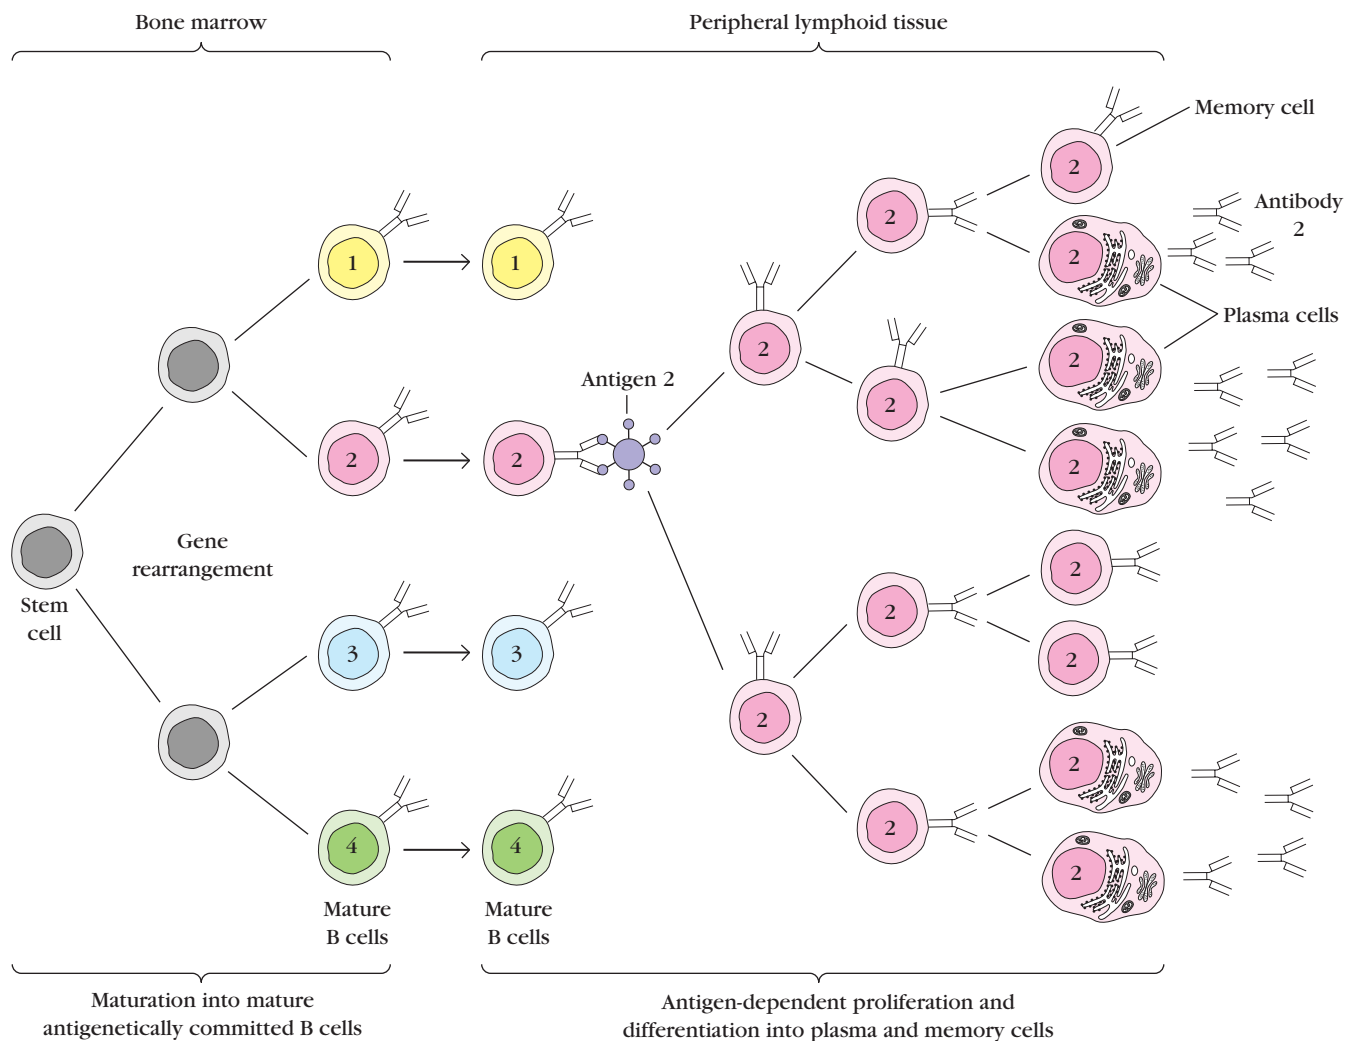 Bone marrow
Peripheral lymphoid tissue
Memory cell
2
Antibody
2
2
2
1
1
2
Plasma cells
2
2
2
Antigen 2
2
2
2
2
Gene
rearrangement
2
Stem
cell
3
3
2
2
2
2
4
4
2
2
Mature
B cells
Mature
B cells
Maturation into mature
antigenetically committed B cells
Antigen-dependent proliferation and
differentiation into plasma and memory cells